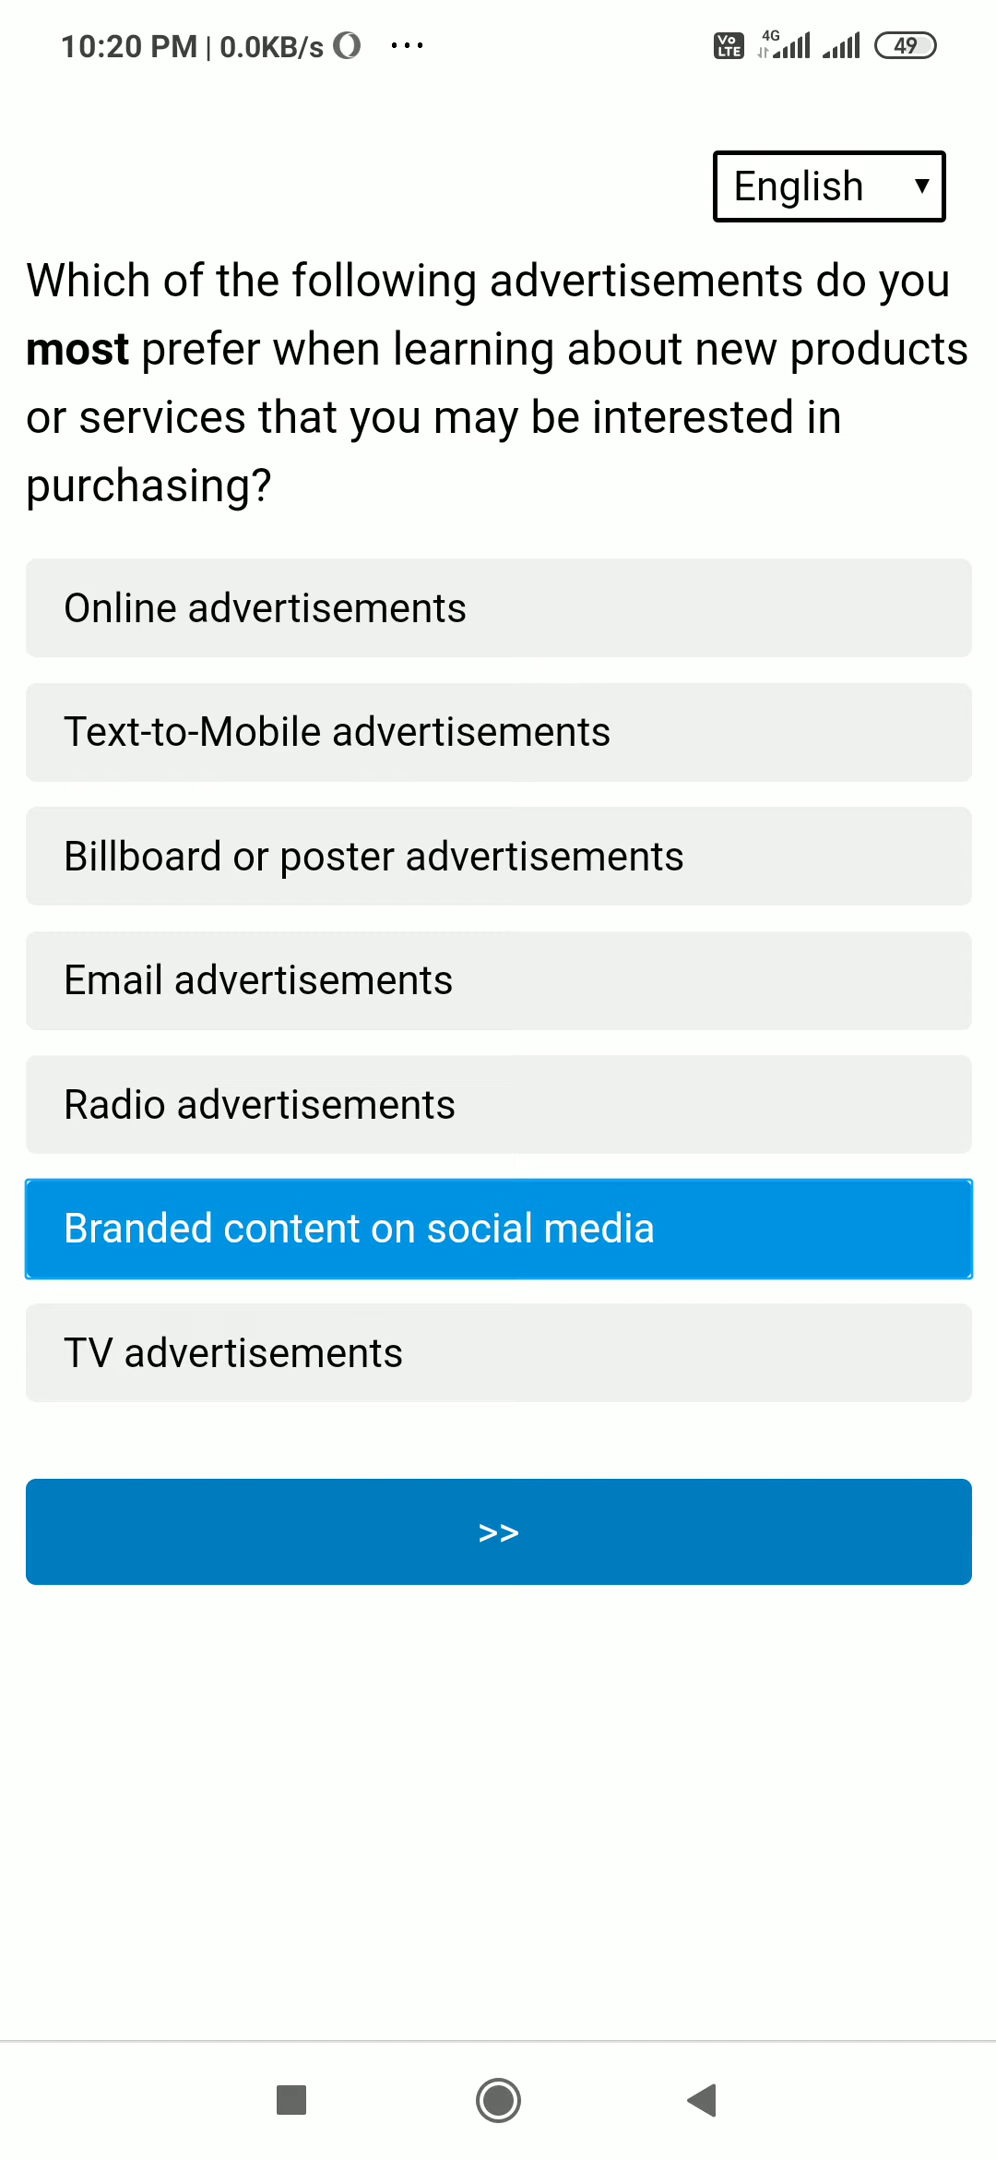 10:20 PM | 0.0KB/s ...
Vo LTE 4G 49
English
Which of the following advertisements do you
most prefer when learning about new products
or services that you may be interested in
purchasing?
Online advertisements
Text-to-Mobile advertisements
Billboard or poster advertisements
Email advertisements
Radio advertisements
Branded content on social media
TV advertisements
>>